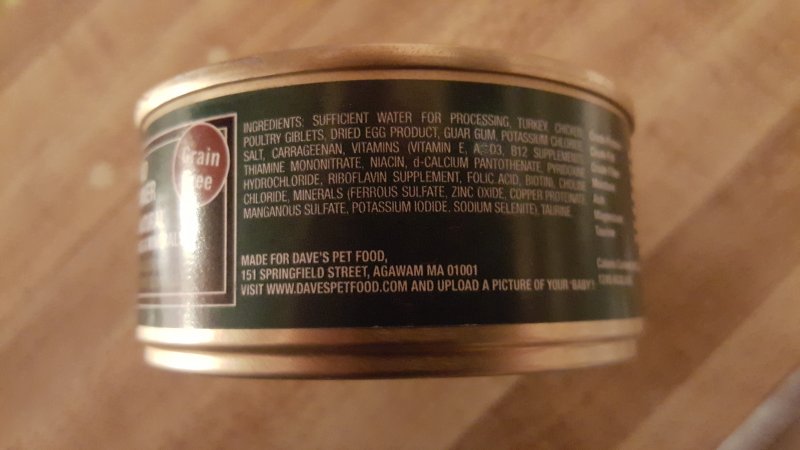 Grain
Free
INGREDIENTS: SUFFICIENT WATER FOR PROCESSING, TURKEY, CHICKEN,
POULTRY GIBLETS, DRIED EGG PRODUCT, GUAR GUM, POTASSIUM CHLORIDE,
SALT, CARRAGEENAN, VITAMINS (VITAMIN E, A, D3, B12 SUPPLEMENTS,
THIAMINE MONONITRATE, NIACIN, d-CALCIUM PANTOTHENATE, PYRIDOXINE
HYDROCHLORIDE, RIBOFLAVIN SUPPLEMENT, FOLIC ACID, BIOTIN, CHOLINE
CHLORIDE, MINERALS (FERROUS SULFATE, ZINC OXIDE, COPPER PROTEINATE,
MANGANOUS SULFATE, POTASSIUM IODIDE. SODIUM SELENITE), TAURINE.
MADE FOR DAVE'S PET FOOD,
151 SPRINGFIELD STREET, AGAWAM MA 01001
VISIT WWW.DAVESPETFOOD.COM AND UPLOAD A PICTURE OF YOUR "BABY"!